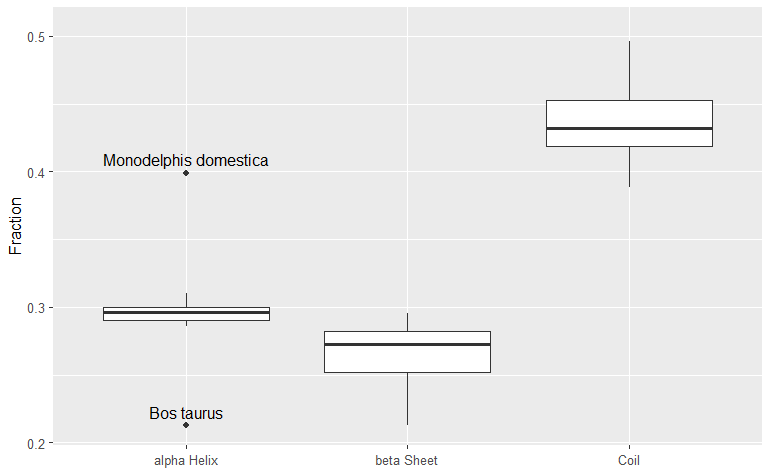 0.5
0.4
0.3
0.2
Fraction
Monodelphis domestica
Bos taurus
alpha Helix
beta Sheet
Coil